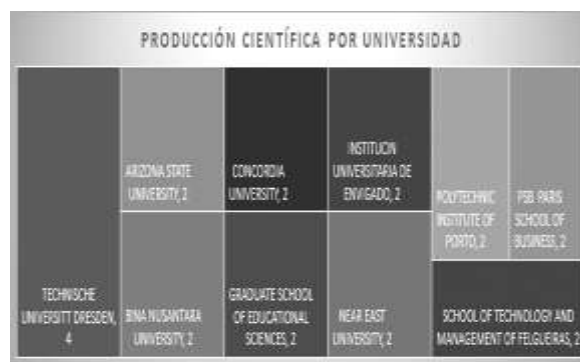 PRODUCCIÓN CIENTÍFICA POR UNIVERSIDAD
TECHNISCHE
UNIVERSITT DRESDEN,
4
ARIZONA STATE
UNIVERSITY, 2
BINA NUSANTARA
UNIVERSITY, 2
CONCORDIA
UNIVERSITY, 2
GRADUATE SCHOOL
OF EDUCATIONAL
SCIENCES, 2
INSTITUCIN
UNIVERSITARIA DE
ENVIGADO, 2
NEAR EAST
UNIVERSITY, 2
POLYTECHNIC
INSTITUTE OF
PORTO, 2
PSB PARIS
SCHOOL OF
BUSINESS, 2
SCHOOL OF TECHNOLOGY AND
MANAGEMENT OF FELGUEIRAS, 2